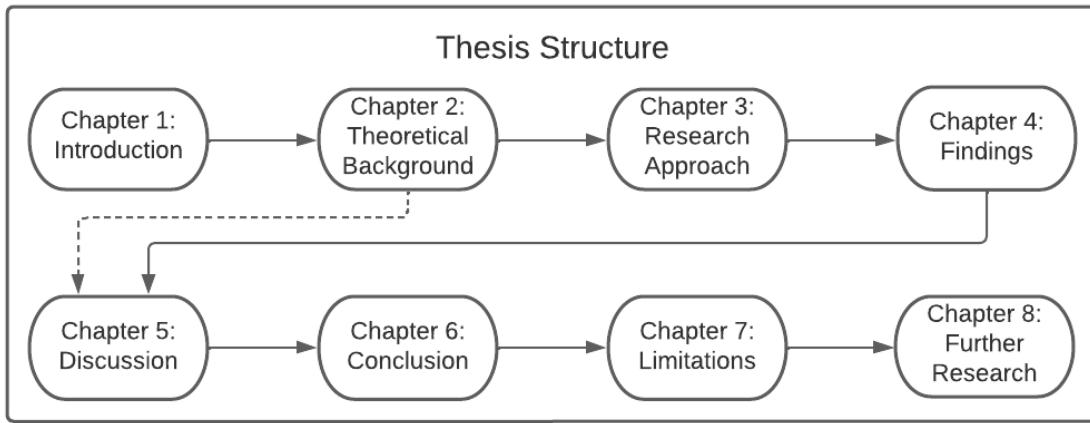 Thesis Structure
Chapter 1:
Introduction
Chapter 2:
Theoretical
Background
Chapter 3:
Research
Approach
Chapter 4:
Findings
Chapter 5:
Discussion
Chapter 6:
Conclusion
Chapter 7:
Limitations
Chapter 8:
Further
Research